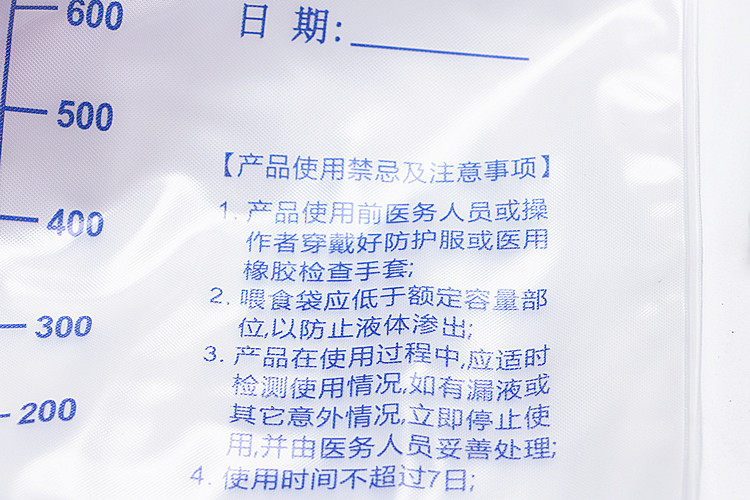 600
日 期:
500
【产品使用禁忌及注意事项】
1. 产品使用前医务人员或操
作者穿戴好防护服或医用
橡胶检查手套;
400
2. 喂食袋应低于额定容量部
位,以防止液体渗出;
300
3. 产品在使用过程中,应适时
检测使用情况,如有漏液或
其它意外情况,立即停止使
用,并由医务人员妥善处理;
200
4. 使用时间不超过7日;